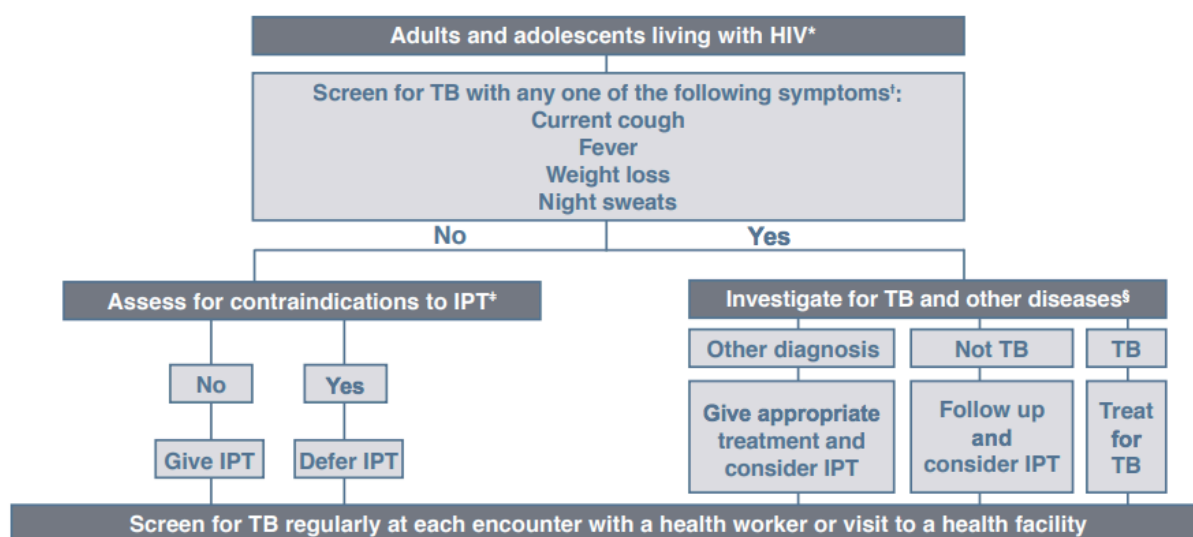 Adults and adolescents living with HIV*
Screen for TB with any one of the following symptoms†:
Current cough
Fever
Weight loss
Night sweats
No
Yes
Assess for contraindications to IPT‡
No
Yes
Give IPT
Defer IPT
Investigate for TB and other diseases§
Other diagnosis
Not TB
TB
Give appropriate
treatment and
consider IPT
Follow up
and
consider IPT
Treat
for
TB
Screen for TB regularly at each encounter with a health worker or visit to a health facility